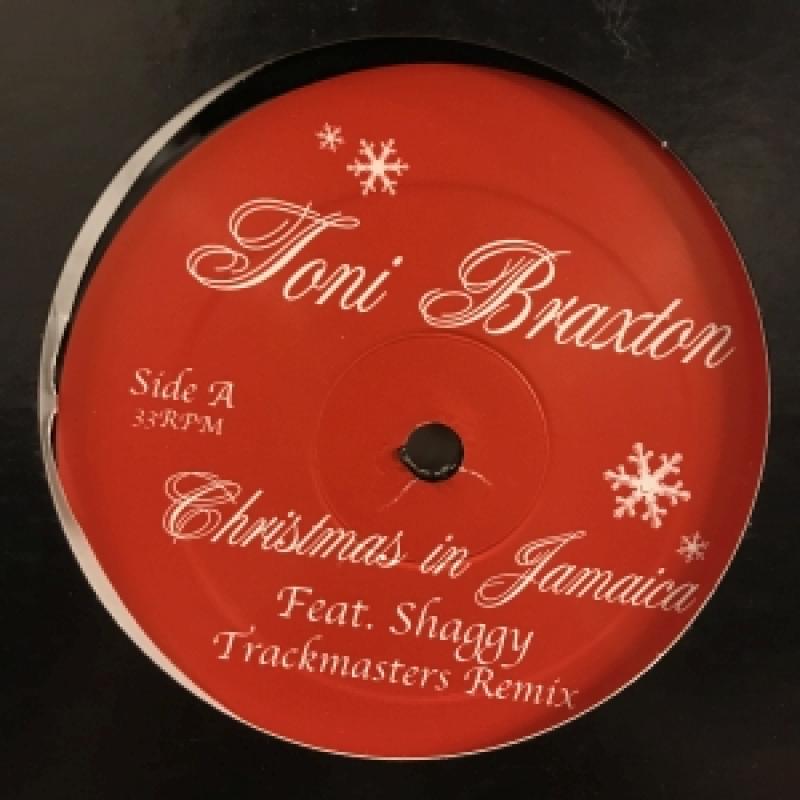 Toni Braxton
Side A
33RPM
Christmas in Jamaica
Feat. Shaggy
Trackmasters Remix